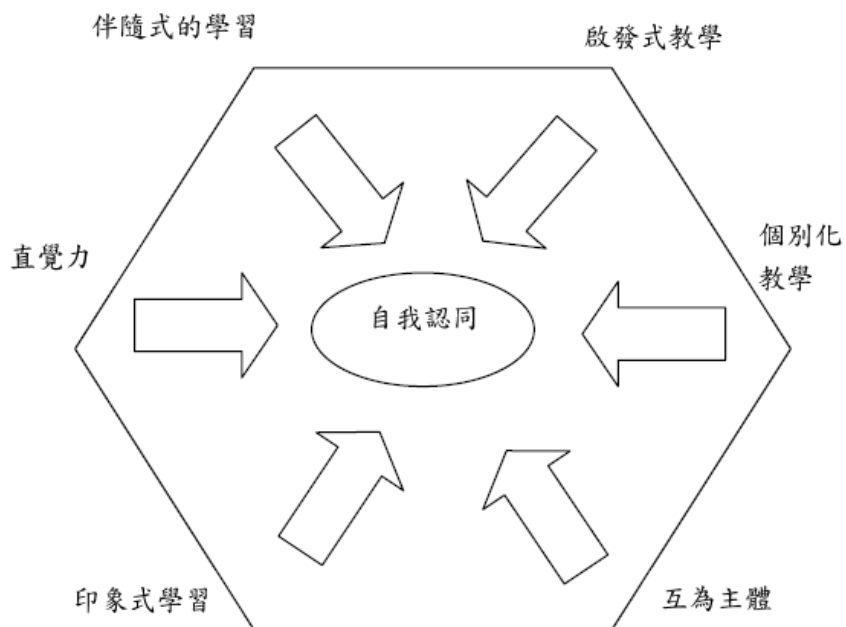 伴隨式的學習
啟發式教學
直覺力
個別化
教學
自我認同
印象式學習
互為主體